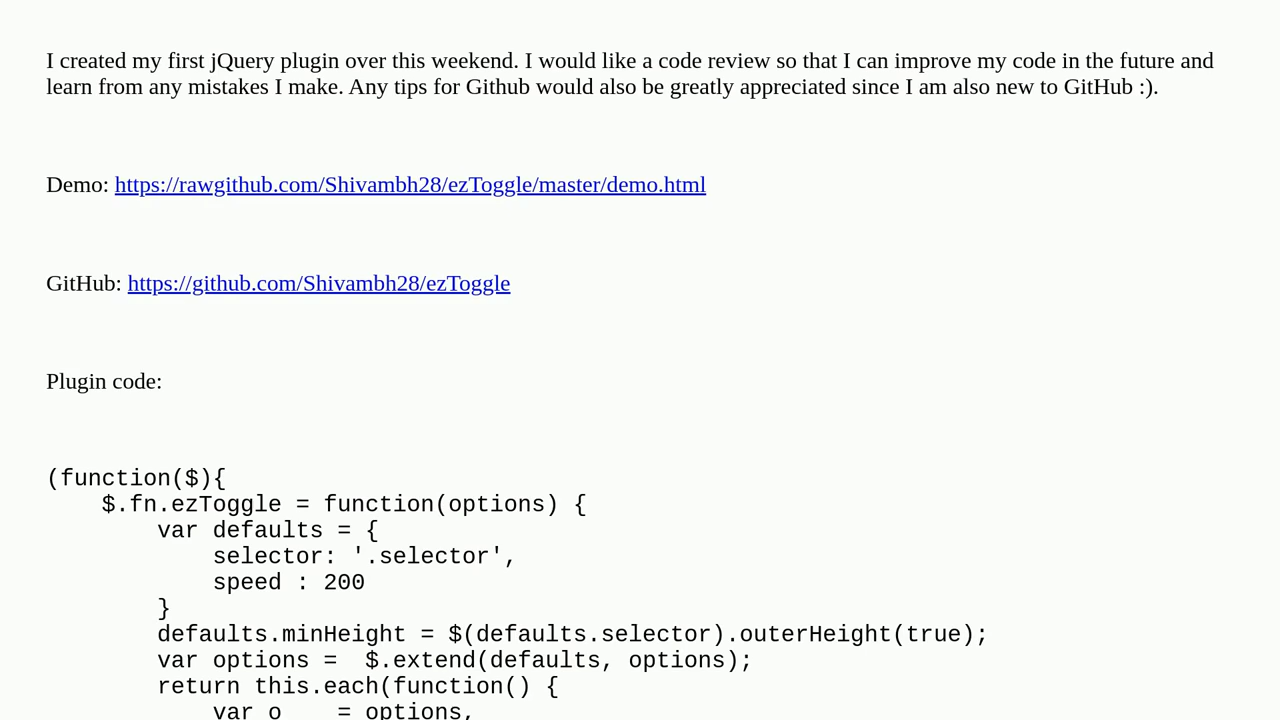 I created my first jQuery plugin over this weekend. I would like a code review so that I can improve my code in the future and
learn from any mistakes I make. Any tips for Github would also be greatly appreciated since I am also new to GitHub :).
Demo: https://rawgithub.com/Shivambh28/ezToggle/master/demo.html
GitHub: https://github.com/Shivambh28/ezToggle
Plugin code:
(function($){
    $.fn.ezToggle = function(options) {
        var defaults = {
            selector: '.selector',
            speed : 200
        }
        defaults.minHeight = $(defaults.selector).outerHeight(true);
        var options =  $.extend(defaults, options);
        return this.each(function() {
            var o    = options,